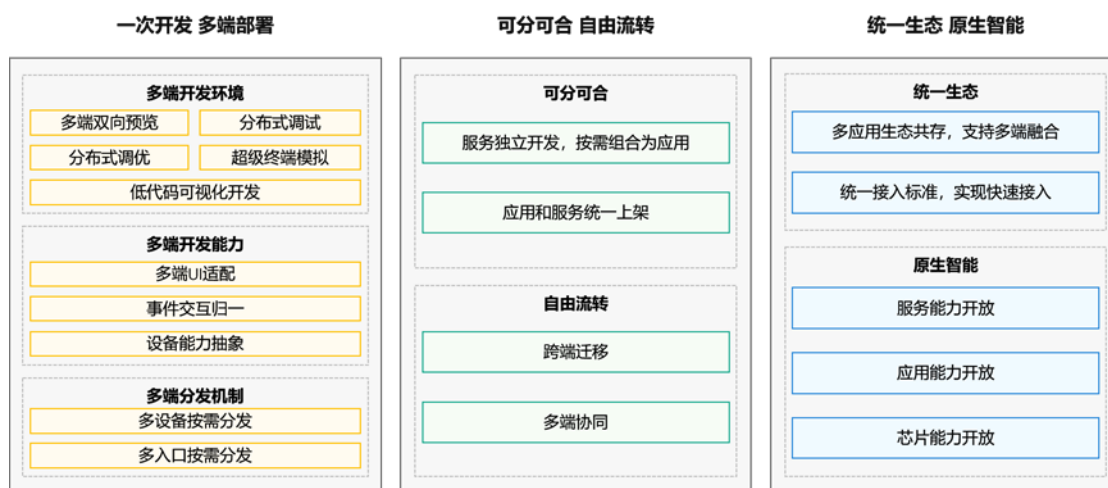 一次开发 多端部署
多端开发环境
多端双向预览
分布式调试
分布式调优
超级终端模拟
低代码可视化开发
多端开发能力
多端UI适配
事件交互归一
设备能力抽象
多端分发机制
多设备按需分发
多入口按需分发
可分可合 自由流转
可分可合
服务独立开发，按需组合为应用
应用和服务统一上架
自由流转
跨端迁移
多端协同
统一生态 原生智能
统一生态
多应用生态共存，支持多端融合
统一接入标准，实现快速接入
原生智能
服务能力开放
应用能力开放
芯片能力开放